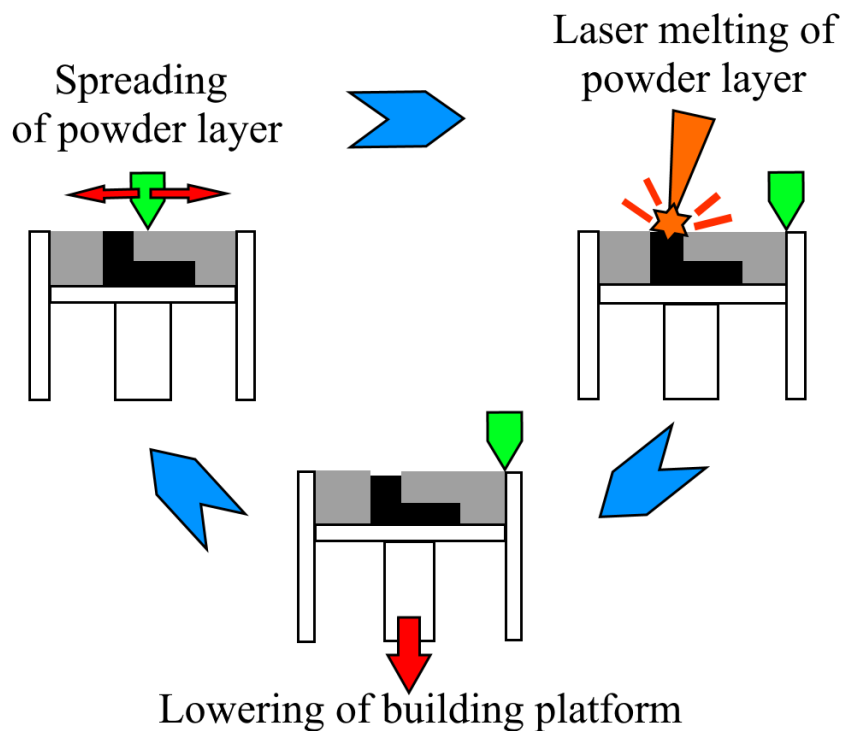 Spreading
of powder layer
Laser melting of
powder layer
Lowering of building platform